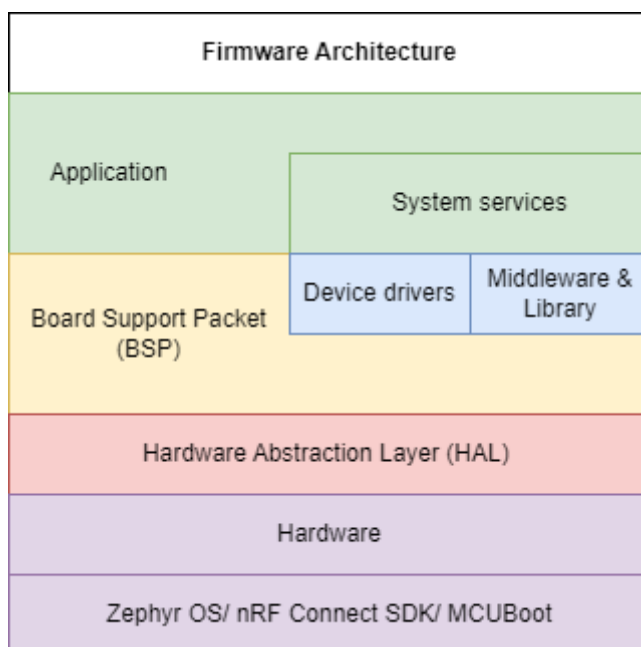 Firmware Architecture
Application
System services
Device drivers
Middleware &
Library
Board Support Packet
(BSP)
Hardware Abstraction Layer (HAL)
Hardware
Zephyr OS/ nRF Connect SDK/ MCUBoot